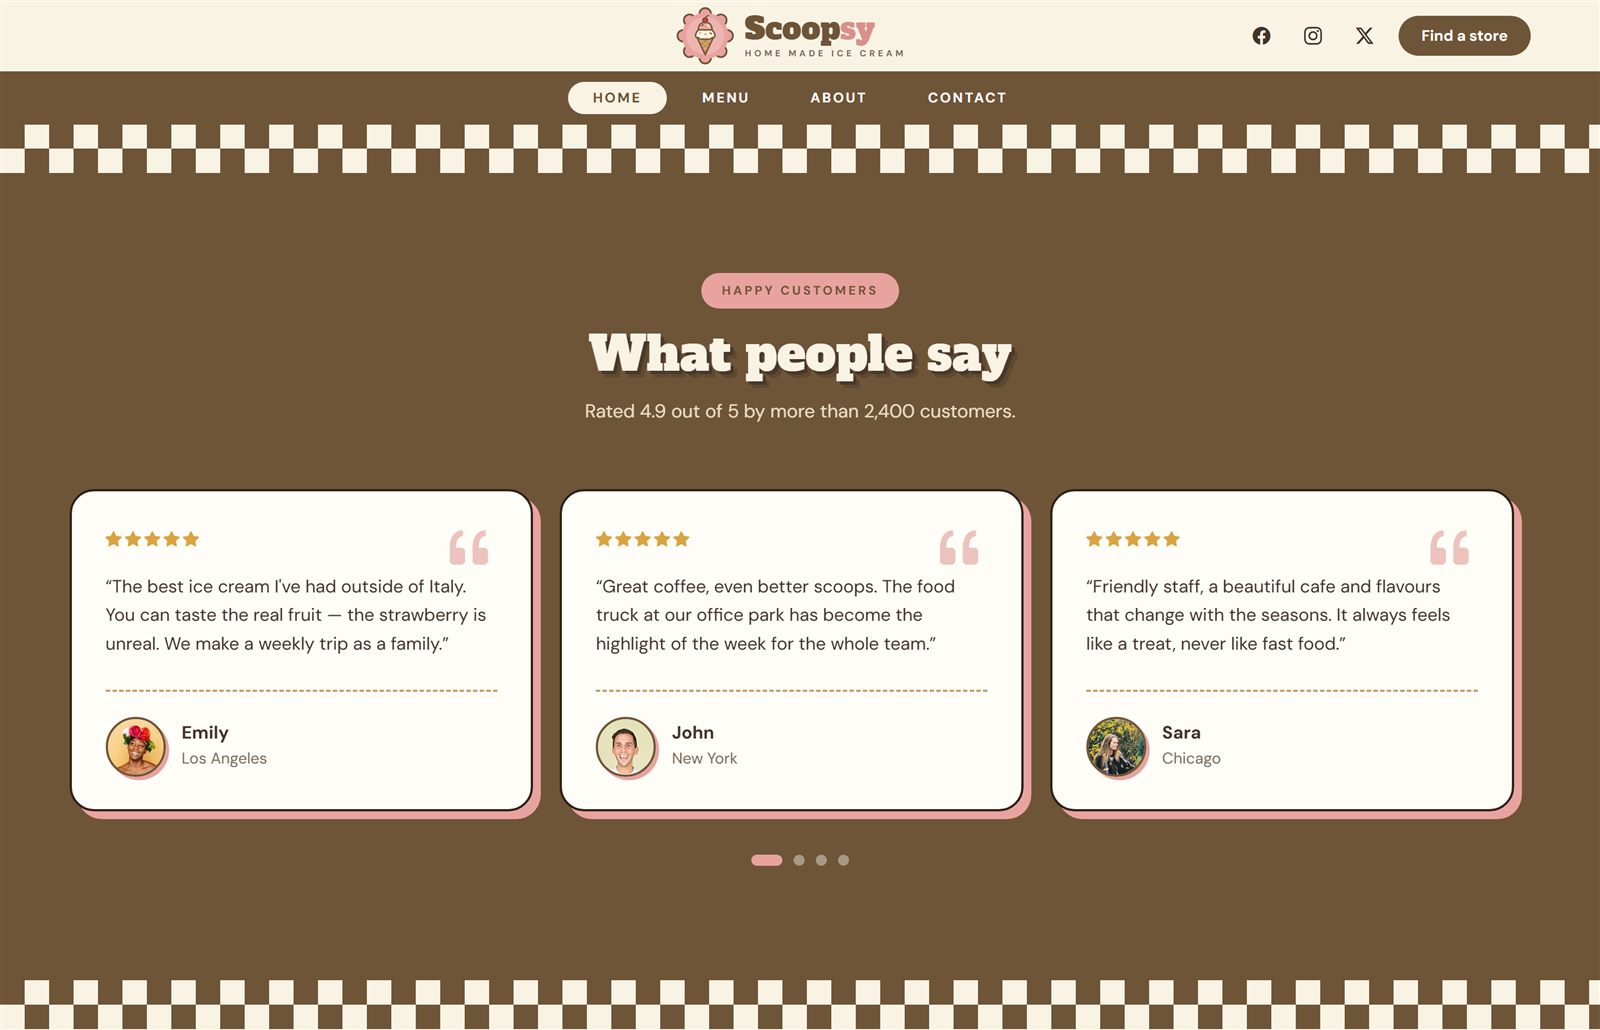 Scoopsy
HOME MADE ICE CREAM
Find a store
HOME
MENU
ABOUT
CONTACT
HAPPY CUSTOMERS
What people say
Rated 4.9 out of 5 by more than 2,400 customers.
“The best ice cream I've had outside of Italy.
You can taste the real fruit — the strawberry is
unreal. We make a weekly trip as a family.”
Emily
Los Angeles
“Great coffee, even better scoops. The food
truck at our office park has become the
highlight of the week for the whole team.”
John
New York
“Friendly staff, a beautiful cafe and flavours
that change with the seasons. It always feels
like a treat, never like fast food.”
Sara
Chicago